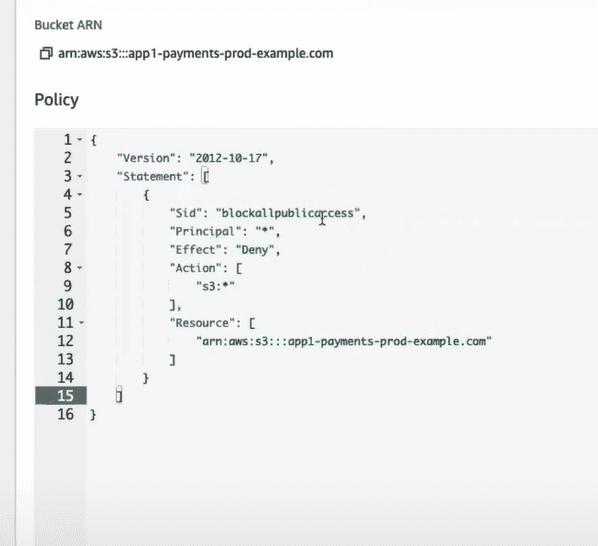 Bucket ARN
arn:aws:s3:::app1-payments-prod-example.com
Policy
1 {
2 "Version": "2012-10-17",
3 "Statement": [
4 {
5 "Sid": "blockallpublicaccess",
6 "Principal": "*",
7 "Effect": "Deny",
8 "Action": [
9 "s3:*"
10 ],
11 "Resource": [
12 "arn:aws:s3:::app1-payments-prod-example.com"
13 ]
14 }
15 ]
16 }